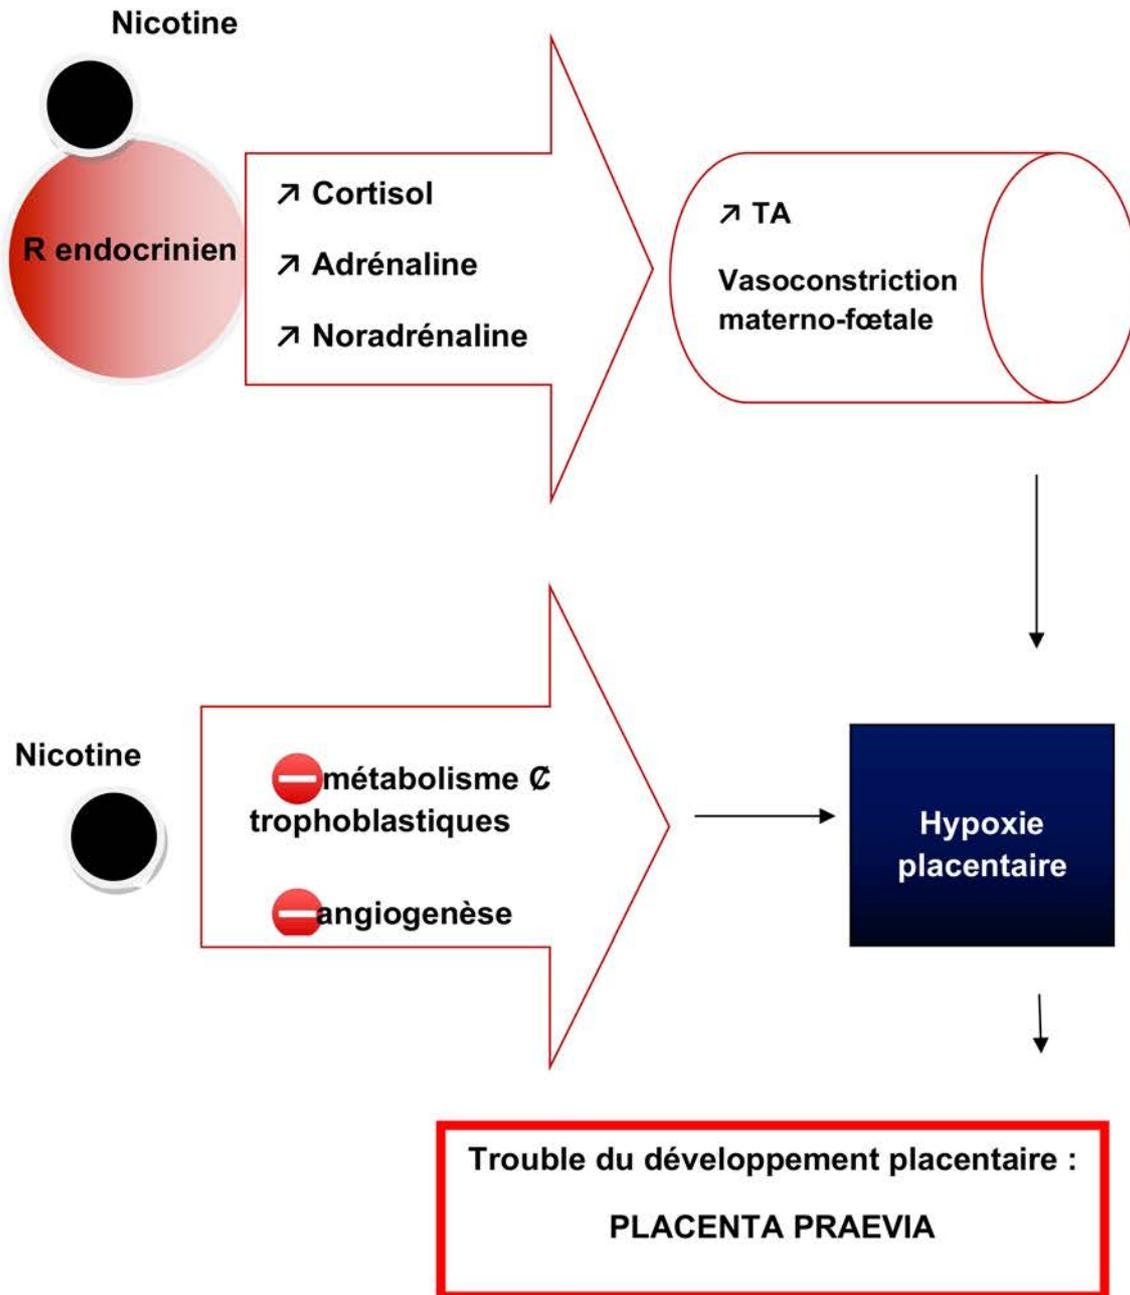 Nicotine
R endocrinien
↗ Cortisol
↗ Adrénaline
↗ Noradrénaline
↗ TA
Vasoconstriction
materno-fœtale
Nicotine
métabolisme ₡
trophoblastiques
angiogenèse
Hypoxie
placentaire
Trouble du développement placentaire :
PLACENTA PRAEVIA